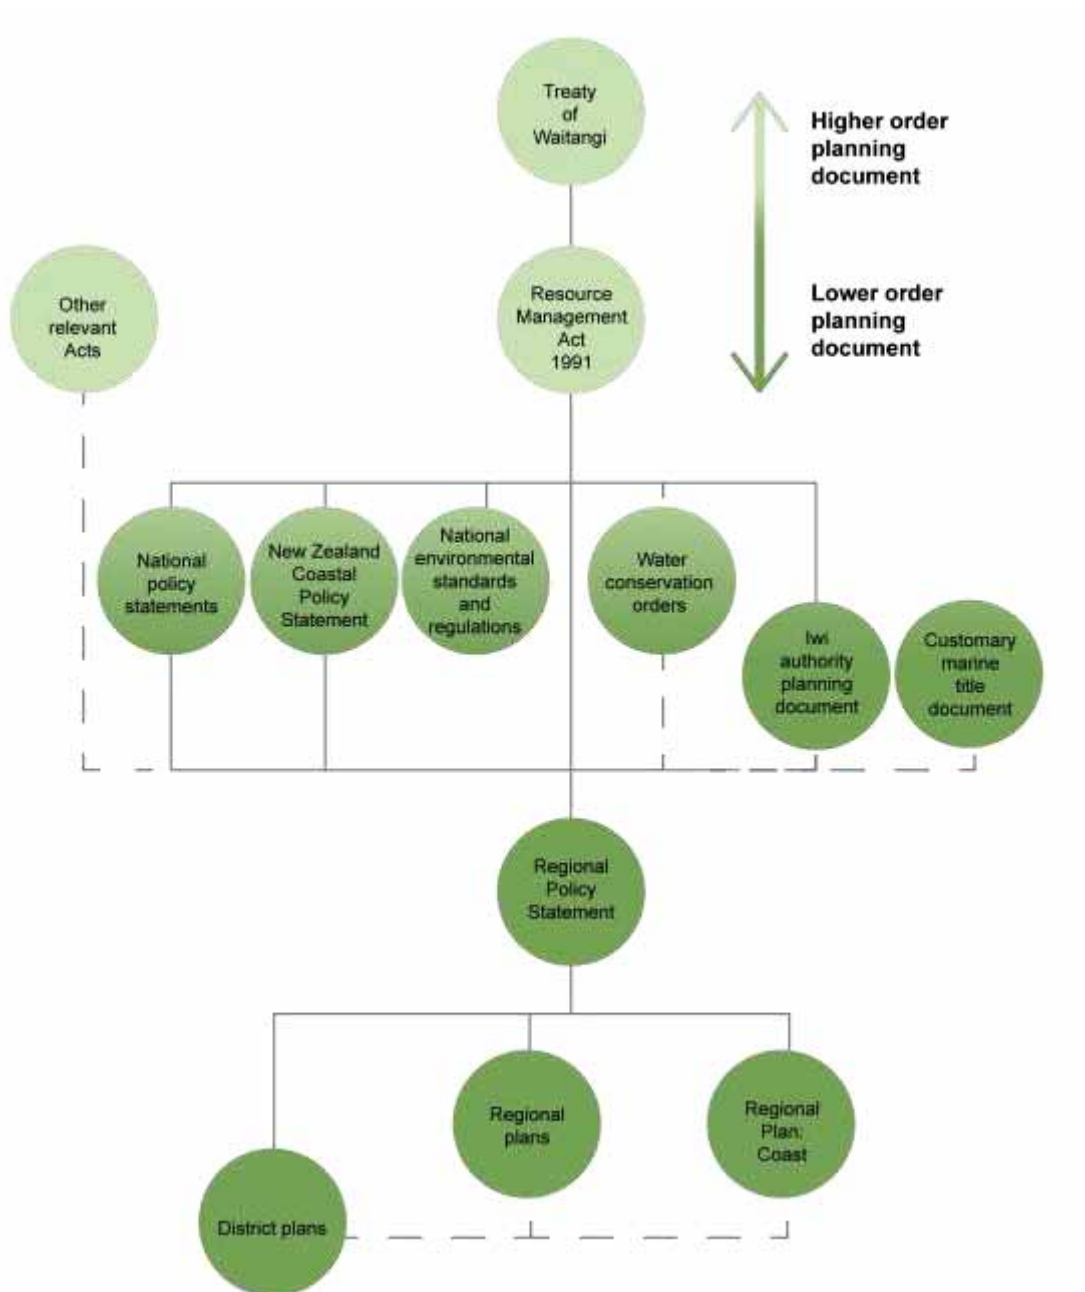 Treaty
of
Waitangi
Higher order
planning
document
Other
relevant
Acts
Resource
Management
Act
1991
Lower order
planning
document
National
policy
statements
New Zealand
Coastal
Policy
Statement
National
environmental
standards
and
regulations
Water
conservation
orders
Iwi
authority
planning
document
Customary
marine
title
document
Regional
Policy
Statement
Regional
plans
Regional
Plan:
Coast
District plans